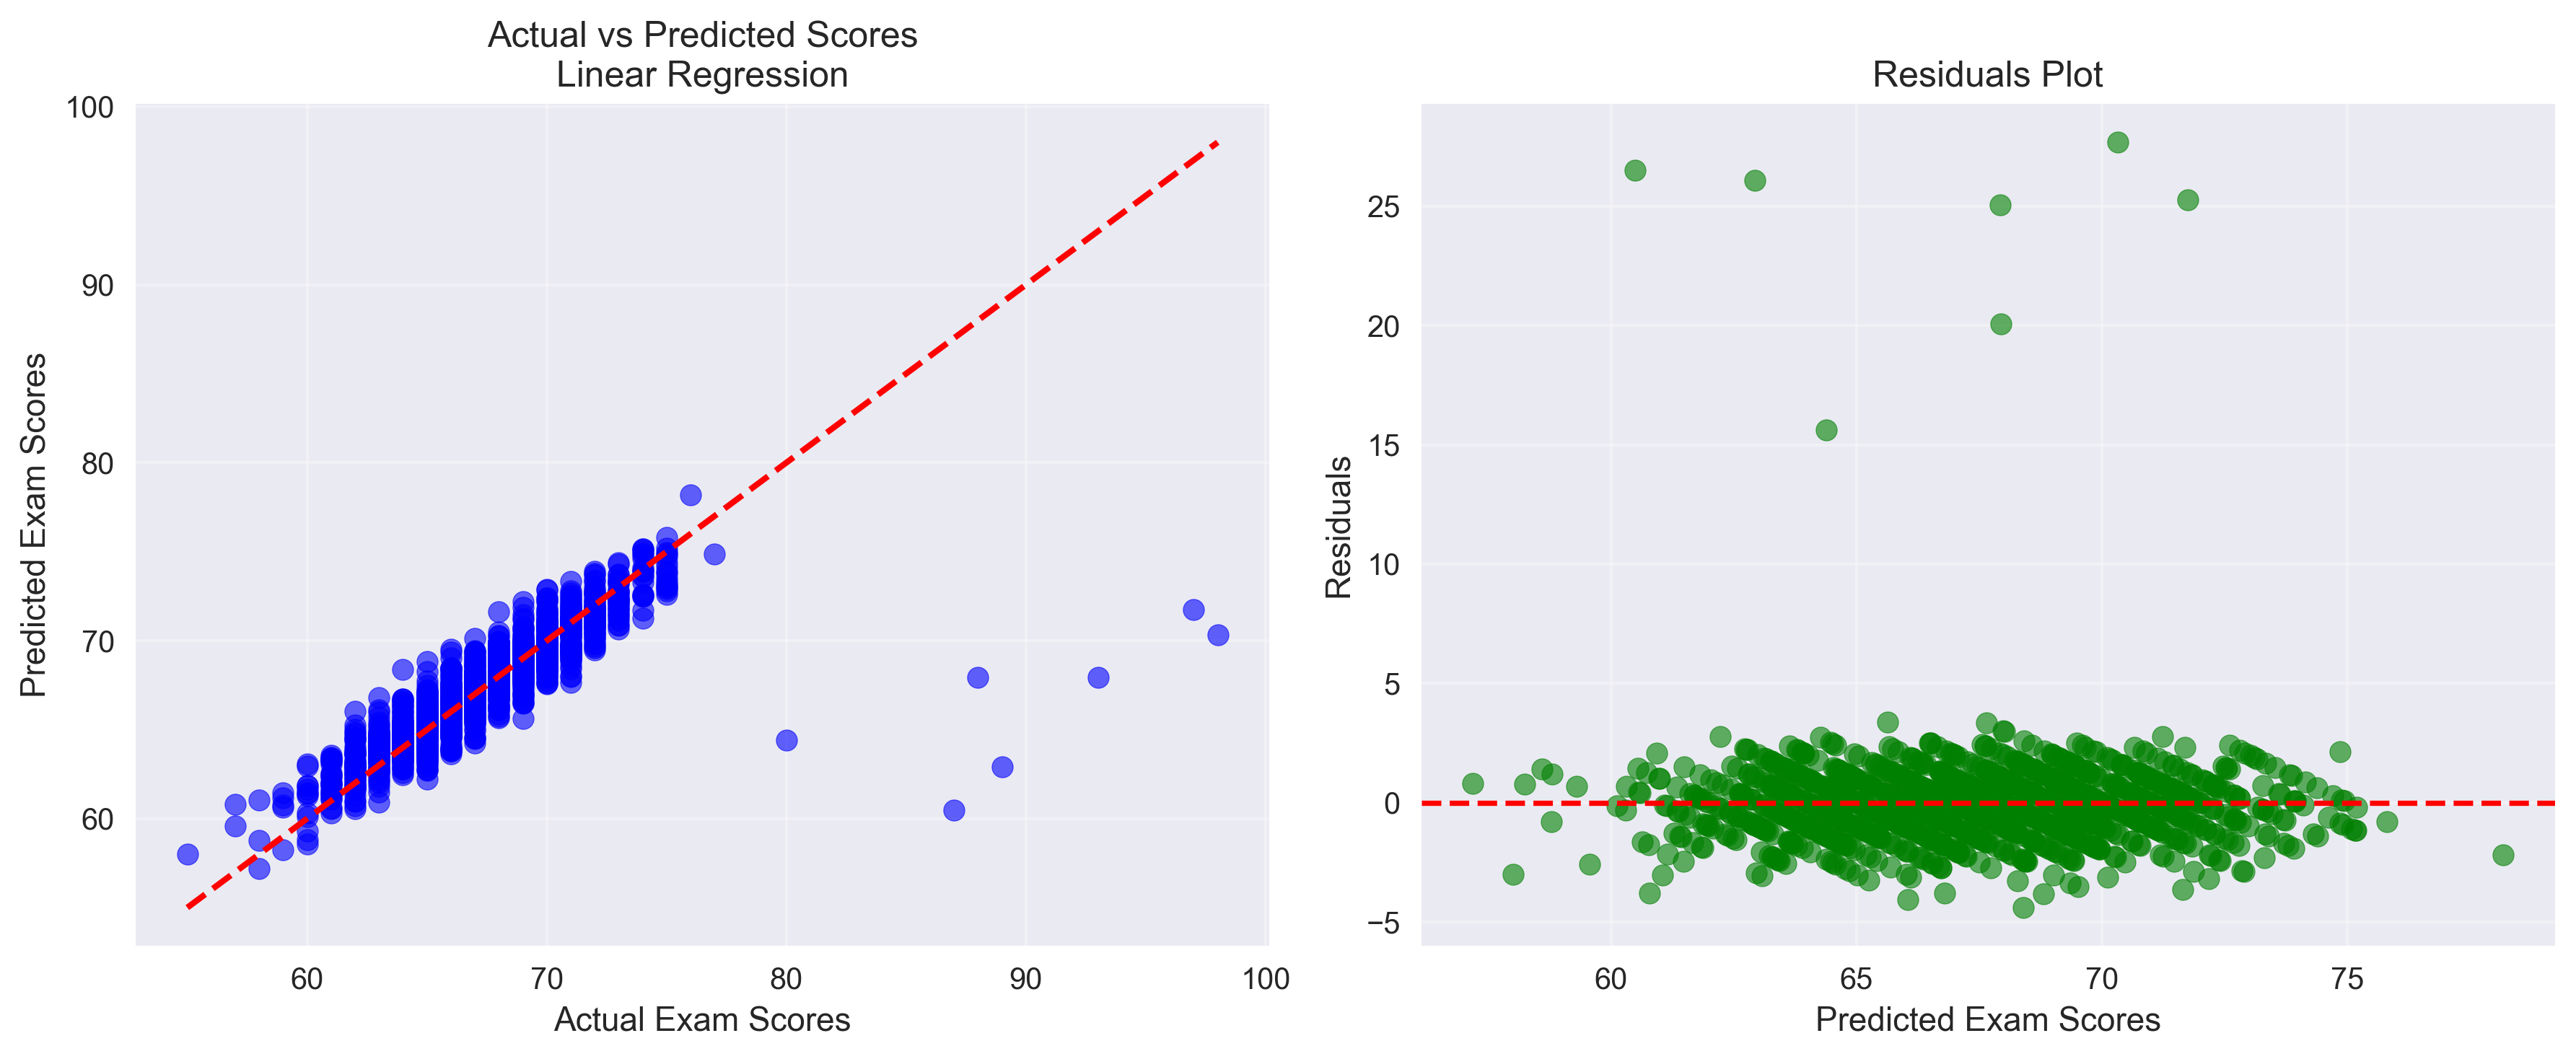 Actual vs Predicted Scores
Linear Regression
100
90
80
70
60
Predicted Exam Scores
60 70 80 90 100
Actual Exam Scores
Residuals Plot
25
20
15
10
5
0
−5
Residuals
60 65 70 75
Predicted Exam Scores